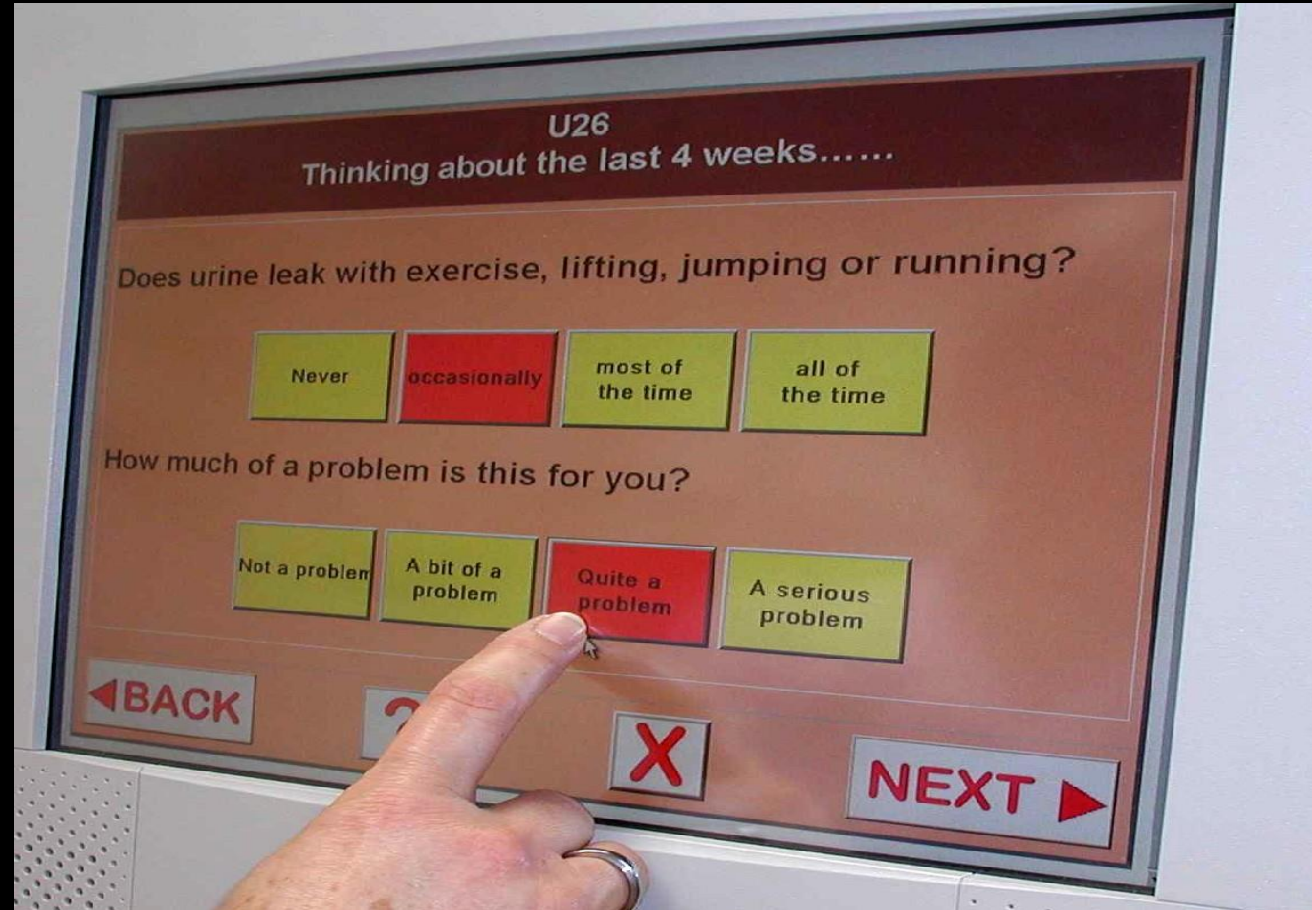 U26
Thinking about the last 4 weeks......
Does urine leak with exercise, lifting, jumping or running?
Never
occasionally
most of
the time
all of
the time
How much of a problem is this for you?
Not a problem
A bit of a
problem
Quite a
problem
A serious
problem
BACK
?
X
NEXT